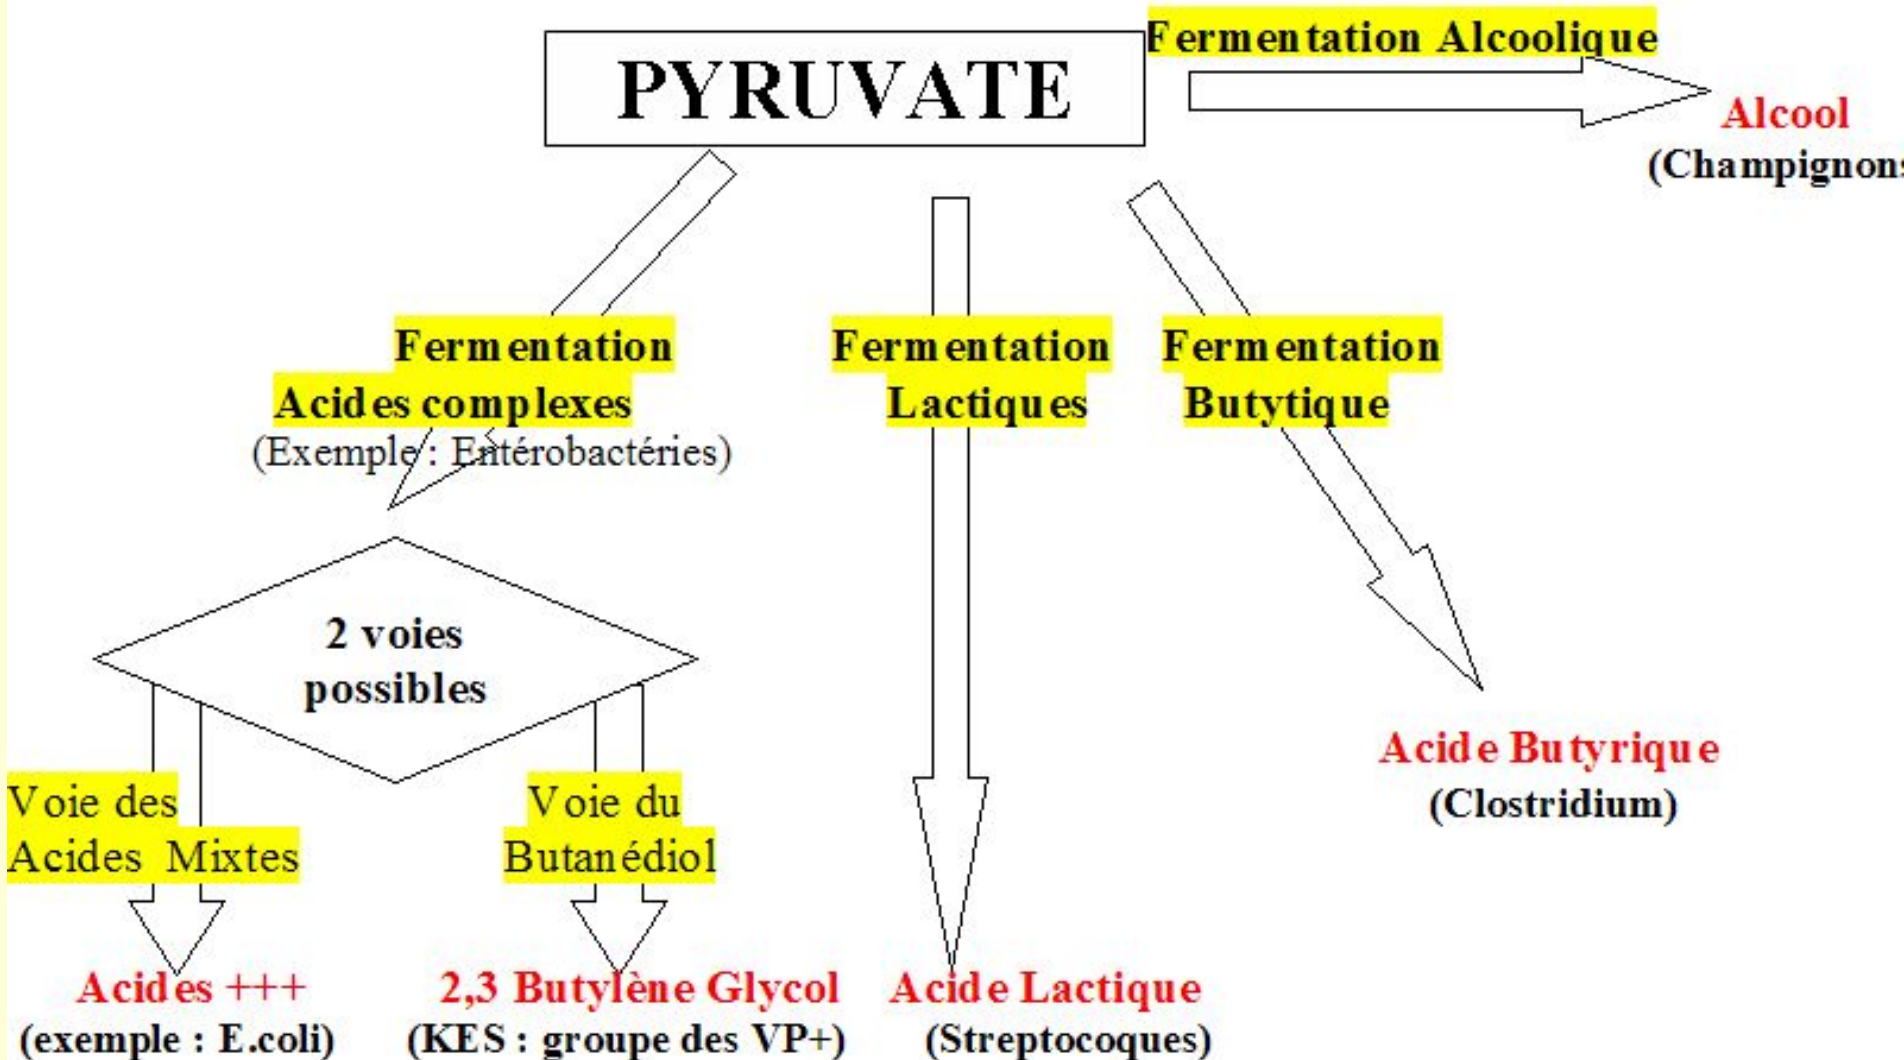 Fermentation Alcoolique
PYRUVATE
Alcool
(Champignons
Fermentation
Acides complexes
(Exemple : Entérobactéries)
Fermentation
Lactiques
Fermentation
Butytique
2 voies
possibles
Voie des
Acides Mixtes
Voie du
Butanédiol
Acide Butyrique
(Clostridium)
Acides +++
(exemple : E.coli)
2,3 Butylène Glycol
(KES : groupe des VP+)
Acide Lactique
(Streptocoques)